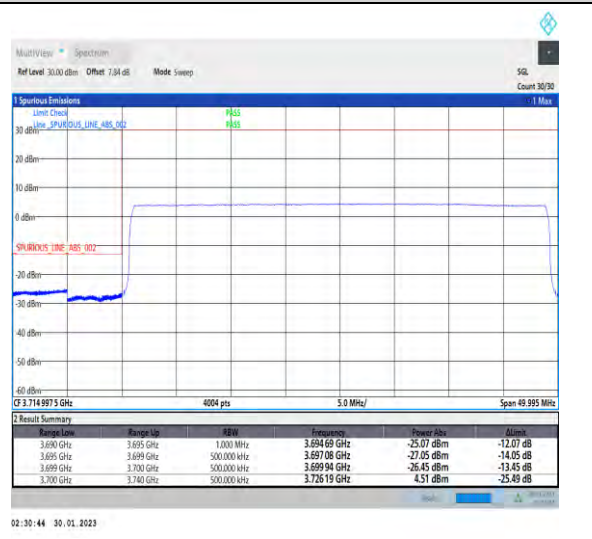 MultiView Spectrum
Ref Level 30.00 dBm Offset 7.84 dB Mode Sweep SGL
Count 30/30
1 Spurious Emissions 1 Max
Limit Check PASS
Line _SPURIOUS_LINE_ABS_002 PASS
30 dBm
20 dBm
10 dBm
0 dBm
_SPURIOUS_LINE_ABS_002
-20 dBm
-30 dBm
-40 dBm
-50 dBm
-60 dBm
CF 3.714 997 5 GHz 4004 pts 5.0 MHz/ Span 49.995 MHz
2 Result Summary
Range Low Range Up RBW Frequency Power Abs ΔLimit
3.690 GHz 3.695 GHz 1.000 MHz 3.694 69 GHz -25.07 dBm -12.07 dB
3.695 GHz 3.699 GHz 500.000 kHz 3.697 08 GHz -27.05 dBm -14.05 dB
3.699 GHz 3.700 GHz 500.000 kHz 3.699 94 GHz -26.45 dBm -13.45 dB
3.700 GHz 3.740 GHz 500.000 kHz 3.726 19 GHz 4.51 dBm -25.49 dB
02:30:44 30.01.2023